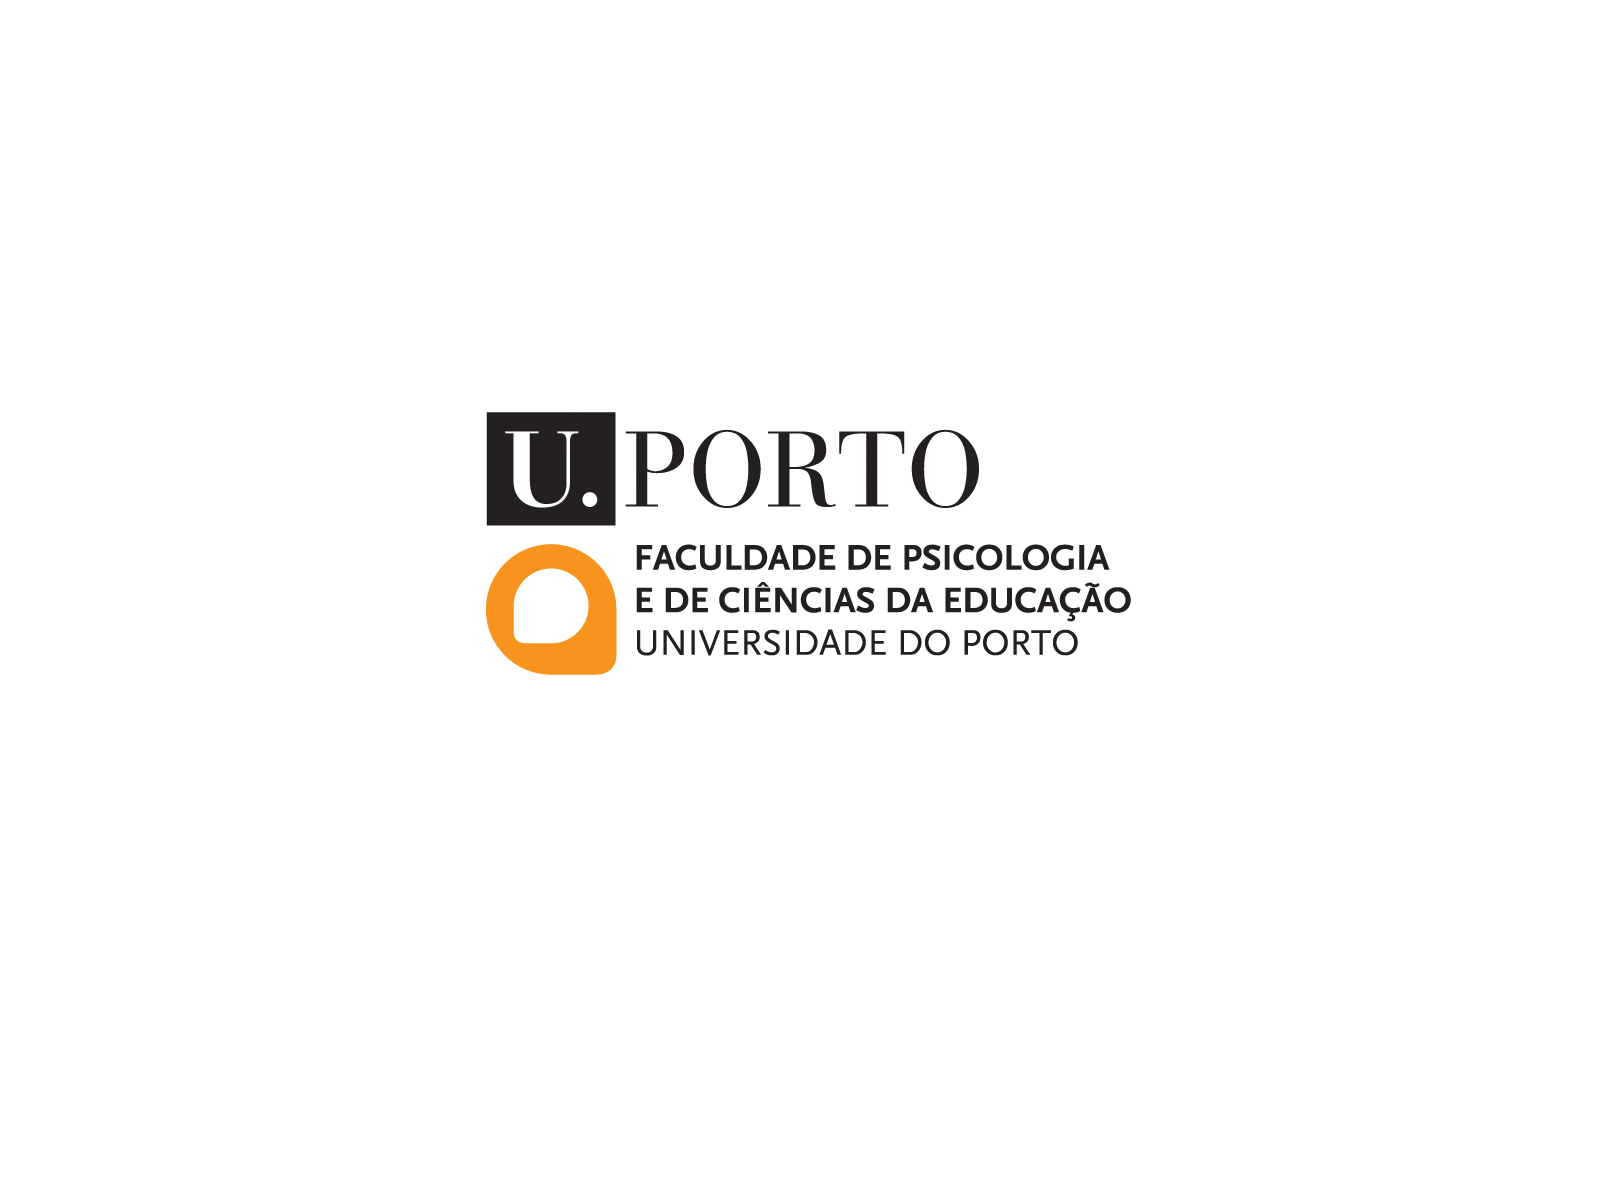 U.PORTO
FACULDADE DE PSICOLOGIA
E DE CIÊNCIAS DA EDUCAÇÃO
UNIVERSIDADE DO PORTO